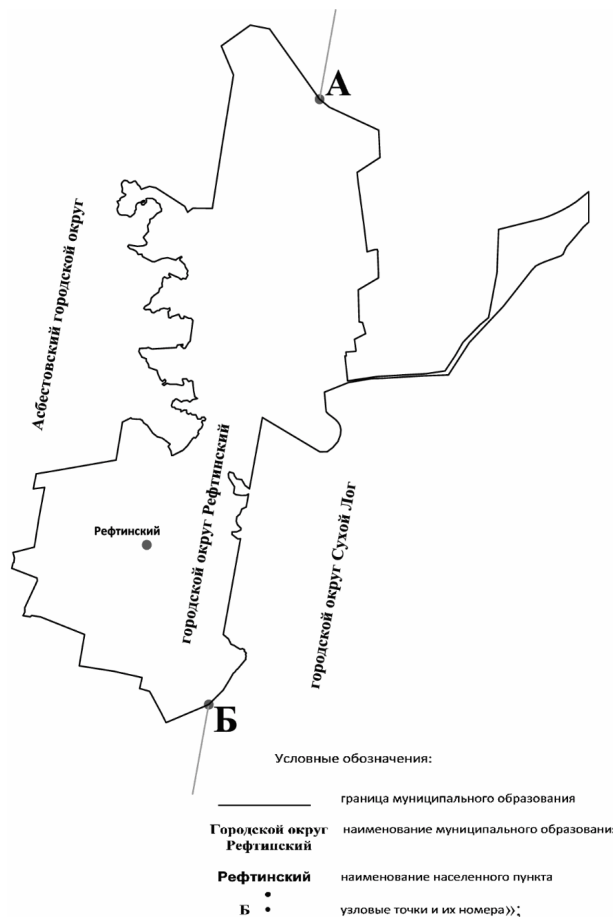 А
Асбестовский городской округ
городской округ Рефтинский
Рефтинский
городской округ Сухой Лог
Б
Условные обозначения:
граница муниципального образования
Городской округ
Рефтинский
наименование муниципального образовани
Рефтинский
наименование населенного пункта
Б
узловые точки и их номера»;